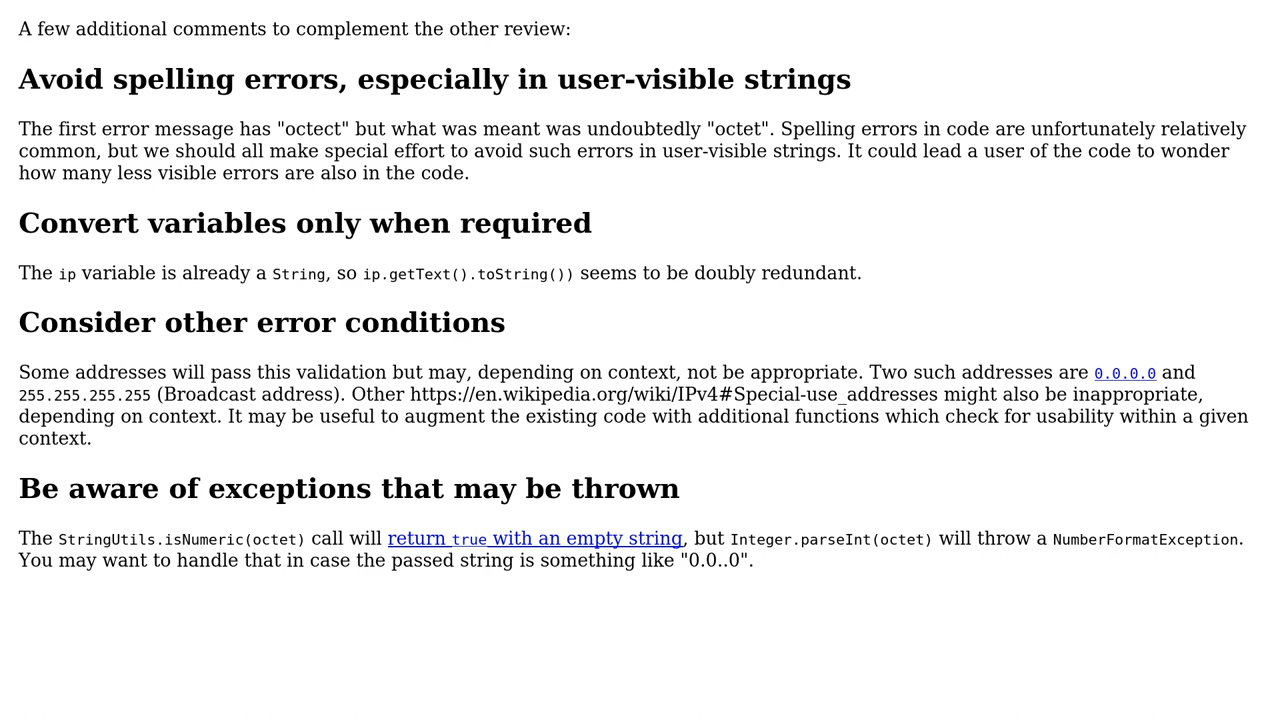 A few additional comments to complement the other review:
Avoid spelling errors, especially in user-visible strings
The first error message has "octect" but what was meant was undoubtedly "octet". Spelling errors in code are unfortunately relatively
common, but we should all make special effort to avoid such errors in user-visible strings. It could lead a user of the code to wonder
how many less visible errors are also in the code.
Convert variables only when required
The ip variable is already a String, so ip.getText().toString()) seems to be doubly redundant.
Consider other error conditions
Some addresses will pass this validation but may, depending on context, not be appropriate. Two such addresses are 0.0.0.0 and
255.255.255.255 (Broadcast address). Other https://en.wikipedia.org/wiki/IPv4#Special-use_addresses might also be inappropriate,
depending on context. It may be useful to augment the existing code with additional functions which check for usability within a given
context.
Be aware of exceptions that may be thrown
The StringUtils.isNumeric(octet) call will return true with an empty string, but Integer.parseInt(octet) will throw a NumberFormatException.
You may want to handle that in case the passed string is something like "0.0..0".